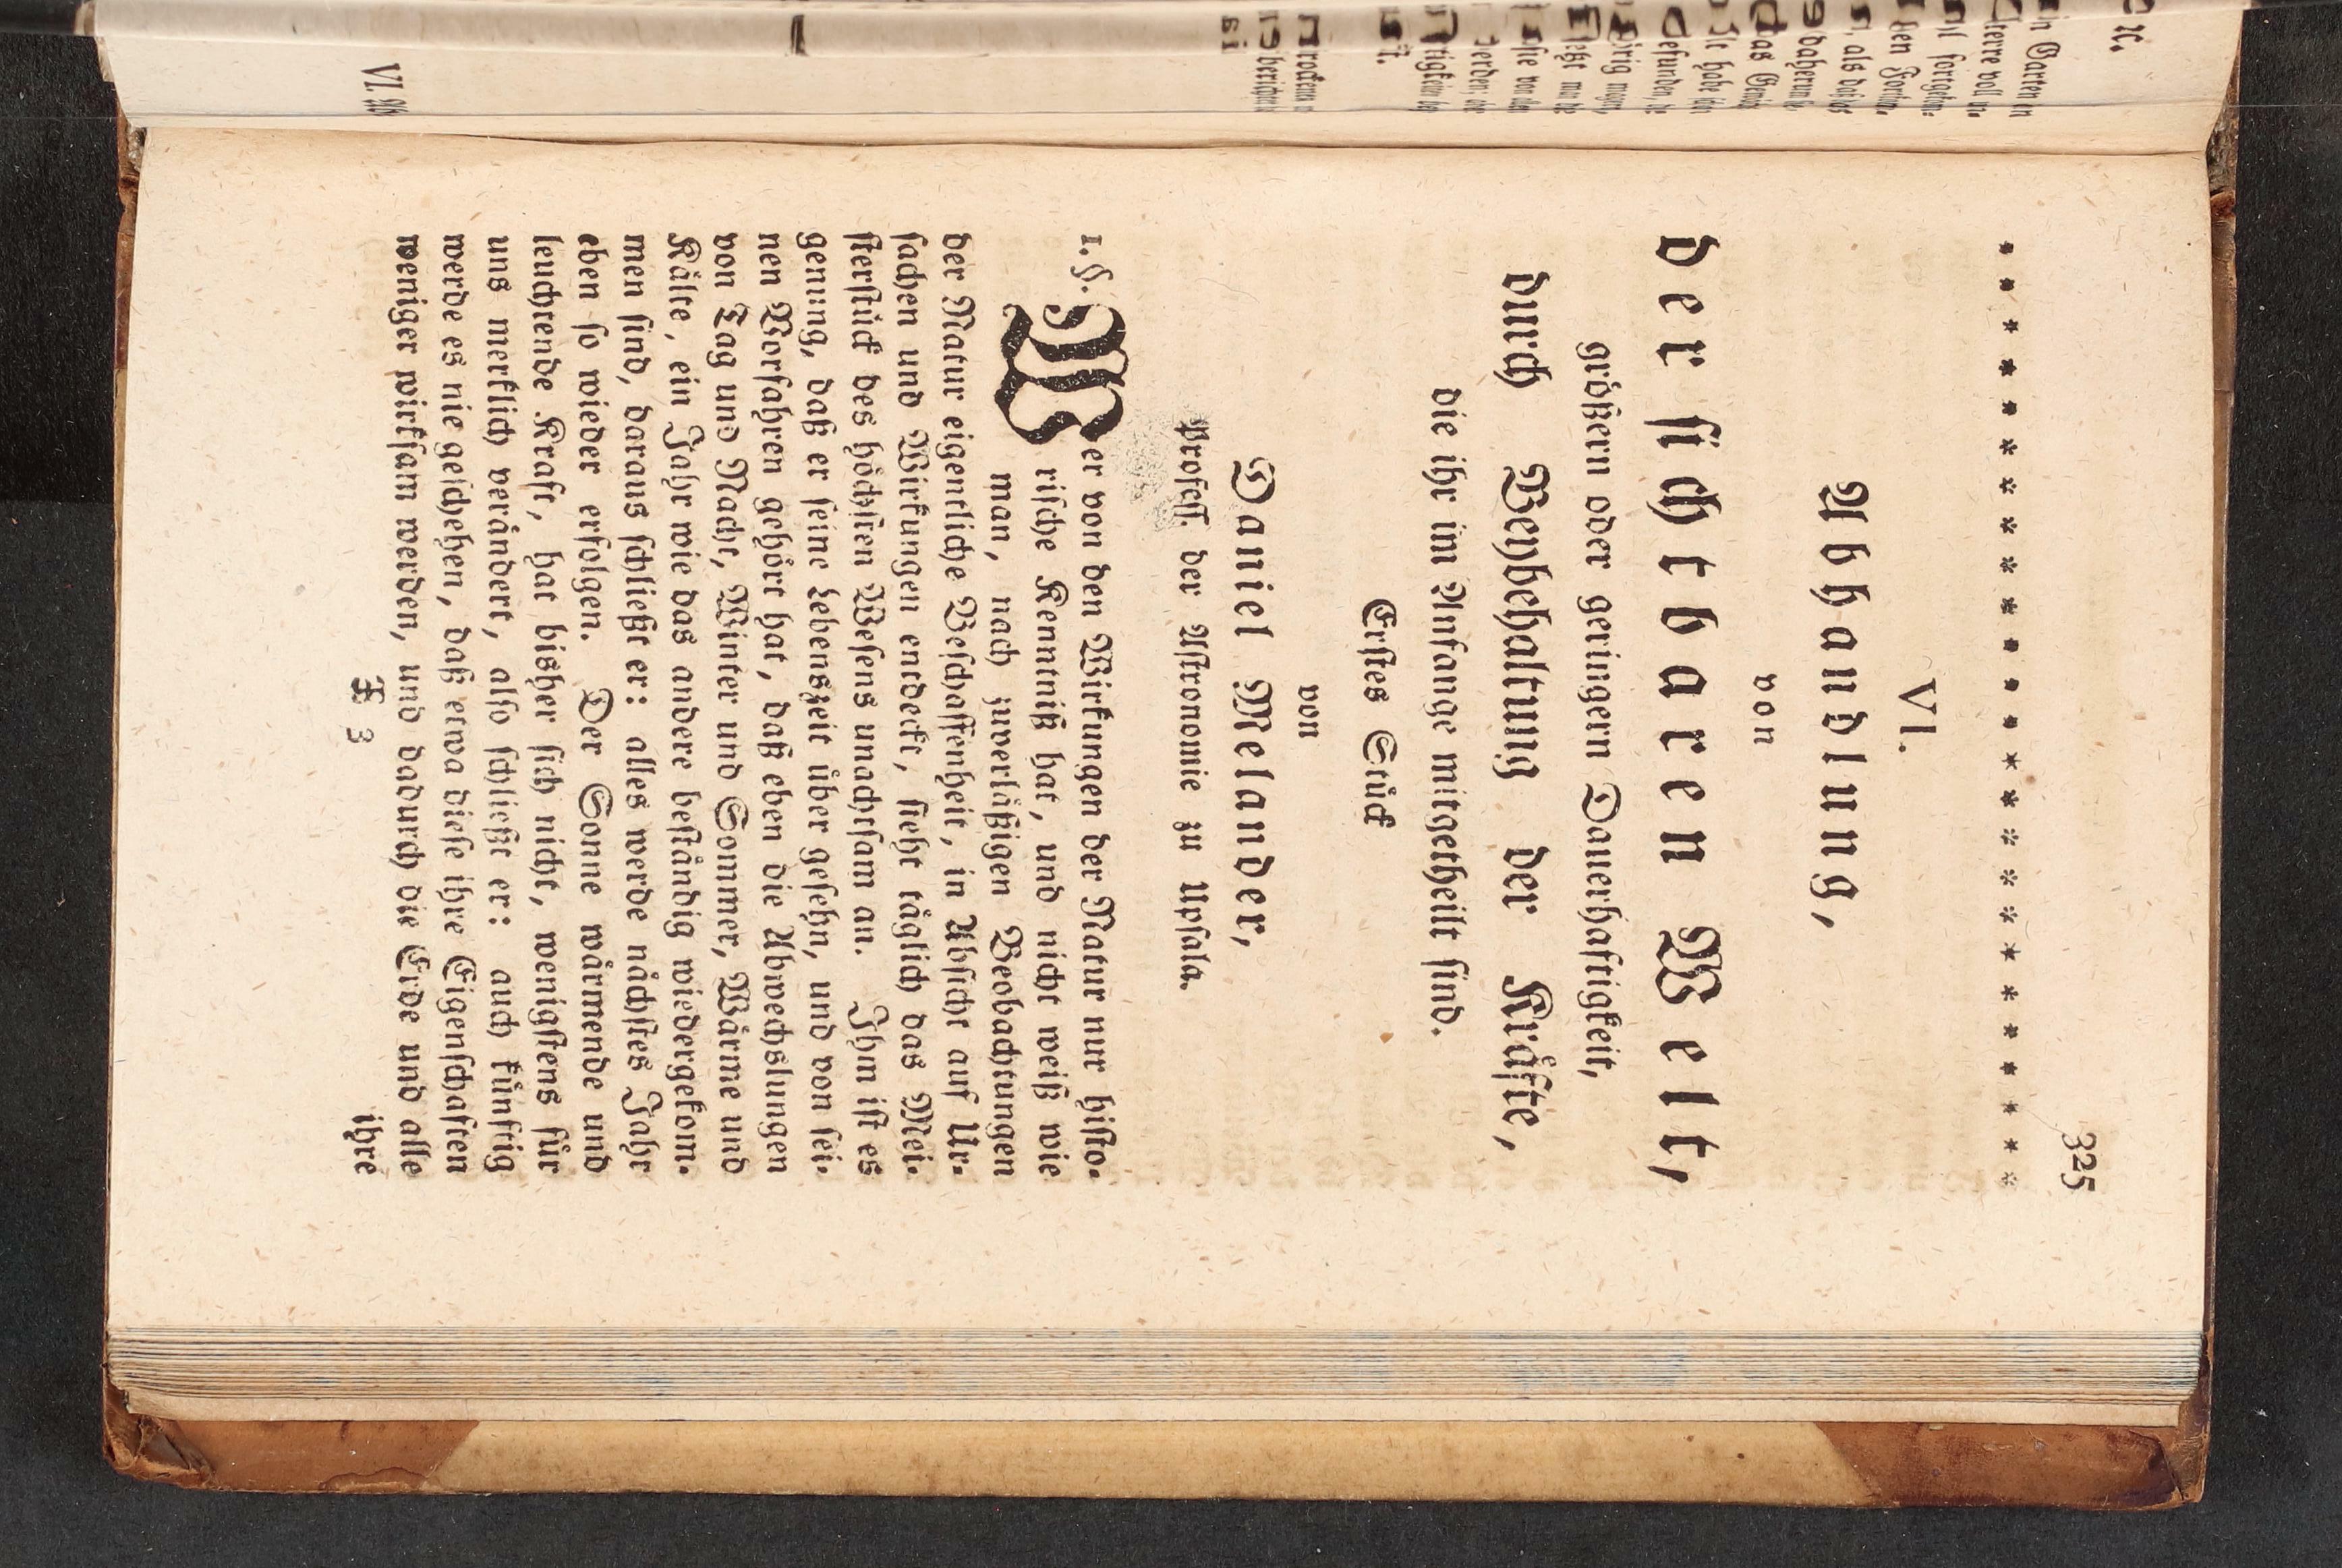 325
* * * * * * * * * * * * * * * * * * * * * * * * *
VI.
Abhandlung,
von
der sichtbaren Welt,
größern oder geringern Dauerhaftigkeit,
durch Beybehaltung der Kräfte,
die ihr im Anfange mitgetheilt sind.
Erstes Stück
von
Daniel Melander,
Profess. der Astronomie zu Upsala.
1. §. Wer von den Wirkungen der Natur nur histo-
rische Kenntniß hat, und nicht weiß wie
man, nach zuverläßigen Beobachtungen
der Natur eigentliche Beschaffenheit, in Absicht auf Ur-
sachen und Wirkungen entdeckt, sieht täglich das Mei-
sterstück des höchsten Wesens unachtsam an. Ihm ist es
genung, daß er seine Lebenszeit über gesehn, und von sei-
nen Vorfahren gehört hat, daß eben die Abwechslungen
von Tag und Nacht, Winter und Sommer, Wärme und
Kälte, ein Jahr wie das andere beständig wiedergekom-
men sind, daraus schließt er: alles werde nächstes Jahr
eben so wieder erfolgen. Der Sonne wärmende und
leuchtende Kraft, hat bisher sich nicht, wenigstens für
uns merklich verändert, also schließt er: auch künftig
werde es nie geschehen, daß etwa diese ihre Eigenschaften
weniger wirksam werden, und dadurch die Erde und alle
X 3 ihre
VI. Ab